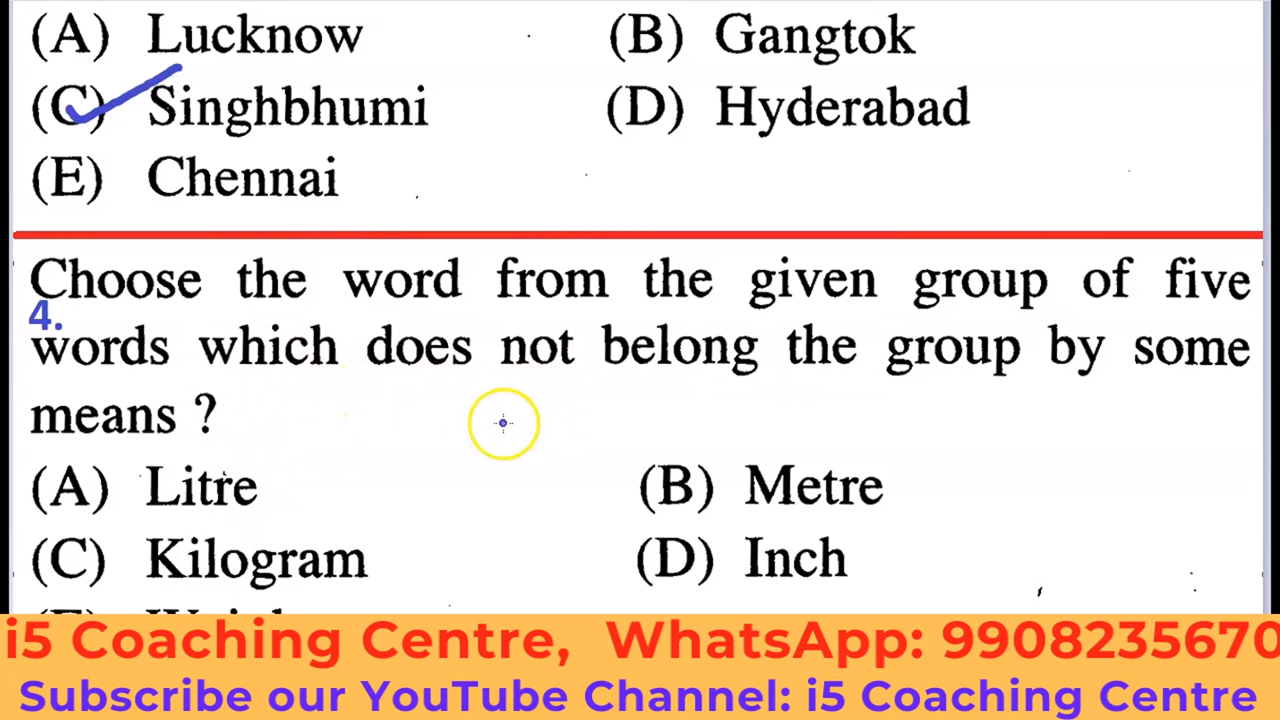 (A) Lucknow (B) Gangtok
(C) Singhbhumi (D) Hyderabad
(E) Chennai
Choose the word from the given group of five
4.
words which does not belong the group by some
means ?
(A) Litre (B) Metre
(C) Kilogram (D) Inch
i5 Coaching Centre, WhatsApp: 9908235670
Subscribe our YouTube Channel: i5 Coaching Centre